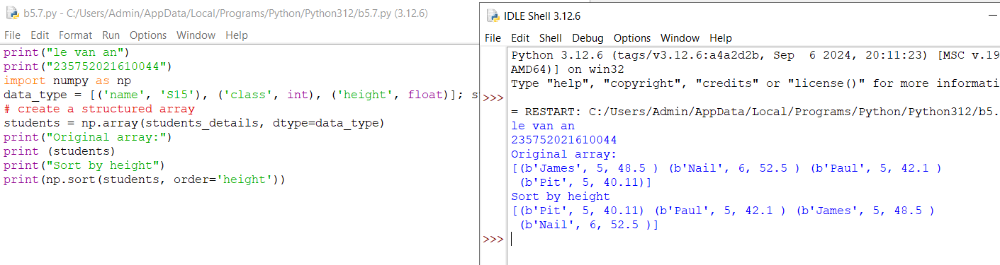 b5.7.py - C:/Users/Admin/AppData/Local/Programs/Python/Python312/b5.7.py (3.12.6)
File Edit Format Run Options Window Help
print("le van an")
print("235752021610044")
import numpy as np
data_type = [('name', 'S15'), ('class', int), ('height', float)]; s
# create a structured array
students = np.array(students_details, dtype=data_type)
print("Original array:")
print (students)
print("Sort by height")
print(np.sort(students, order='height'))
IDLE Shell 3.12.6
File Edit Shell Debug Options Window Help
Python 3.12.6 (tags/v3.12.6:a4a2d2b, Sep  6 2024, 20:11:23) [MSC v.19
AMD64)] on win32
Type "help", "copyright", "credits" or "license()" for more informati
>>>
= RESTART: C:/Users/Admin/AppData/Local/Programs/Python/Python312/b5.
le van an
235752021610044
Original array:
[(b'James', 5, 48.5 ) (b'Nail', 6, 52.5 ) (b'Paul', 5, 42.1 )
 (b'Pit', 5, 40.11)]
Sort by height
[(b'Pit', 5, 40.11) (b'Paul', 5, 42.1 ) (b'James', 5, 48.5 )
 (b'Nail', 6, 52.5 )]
>>>